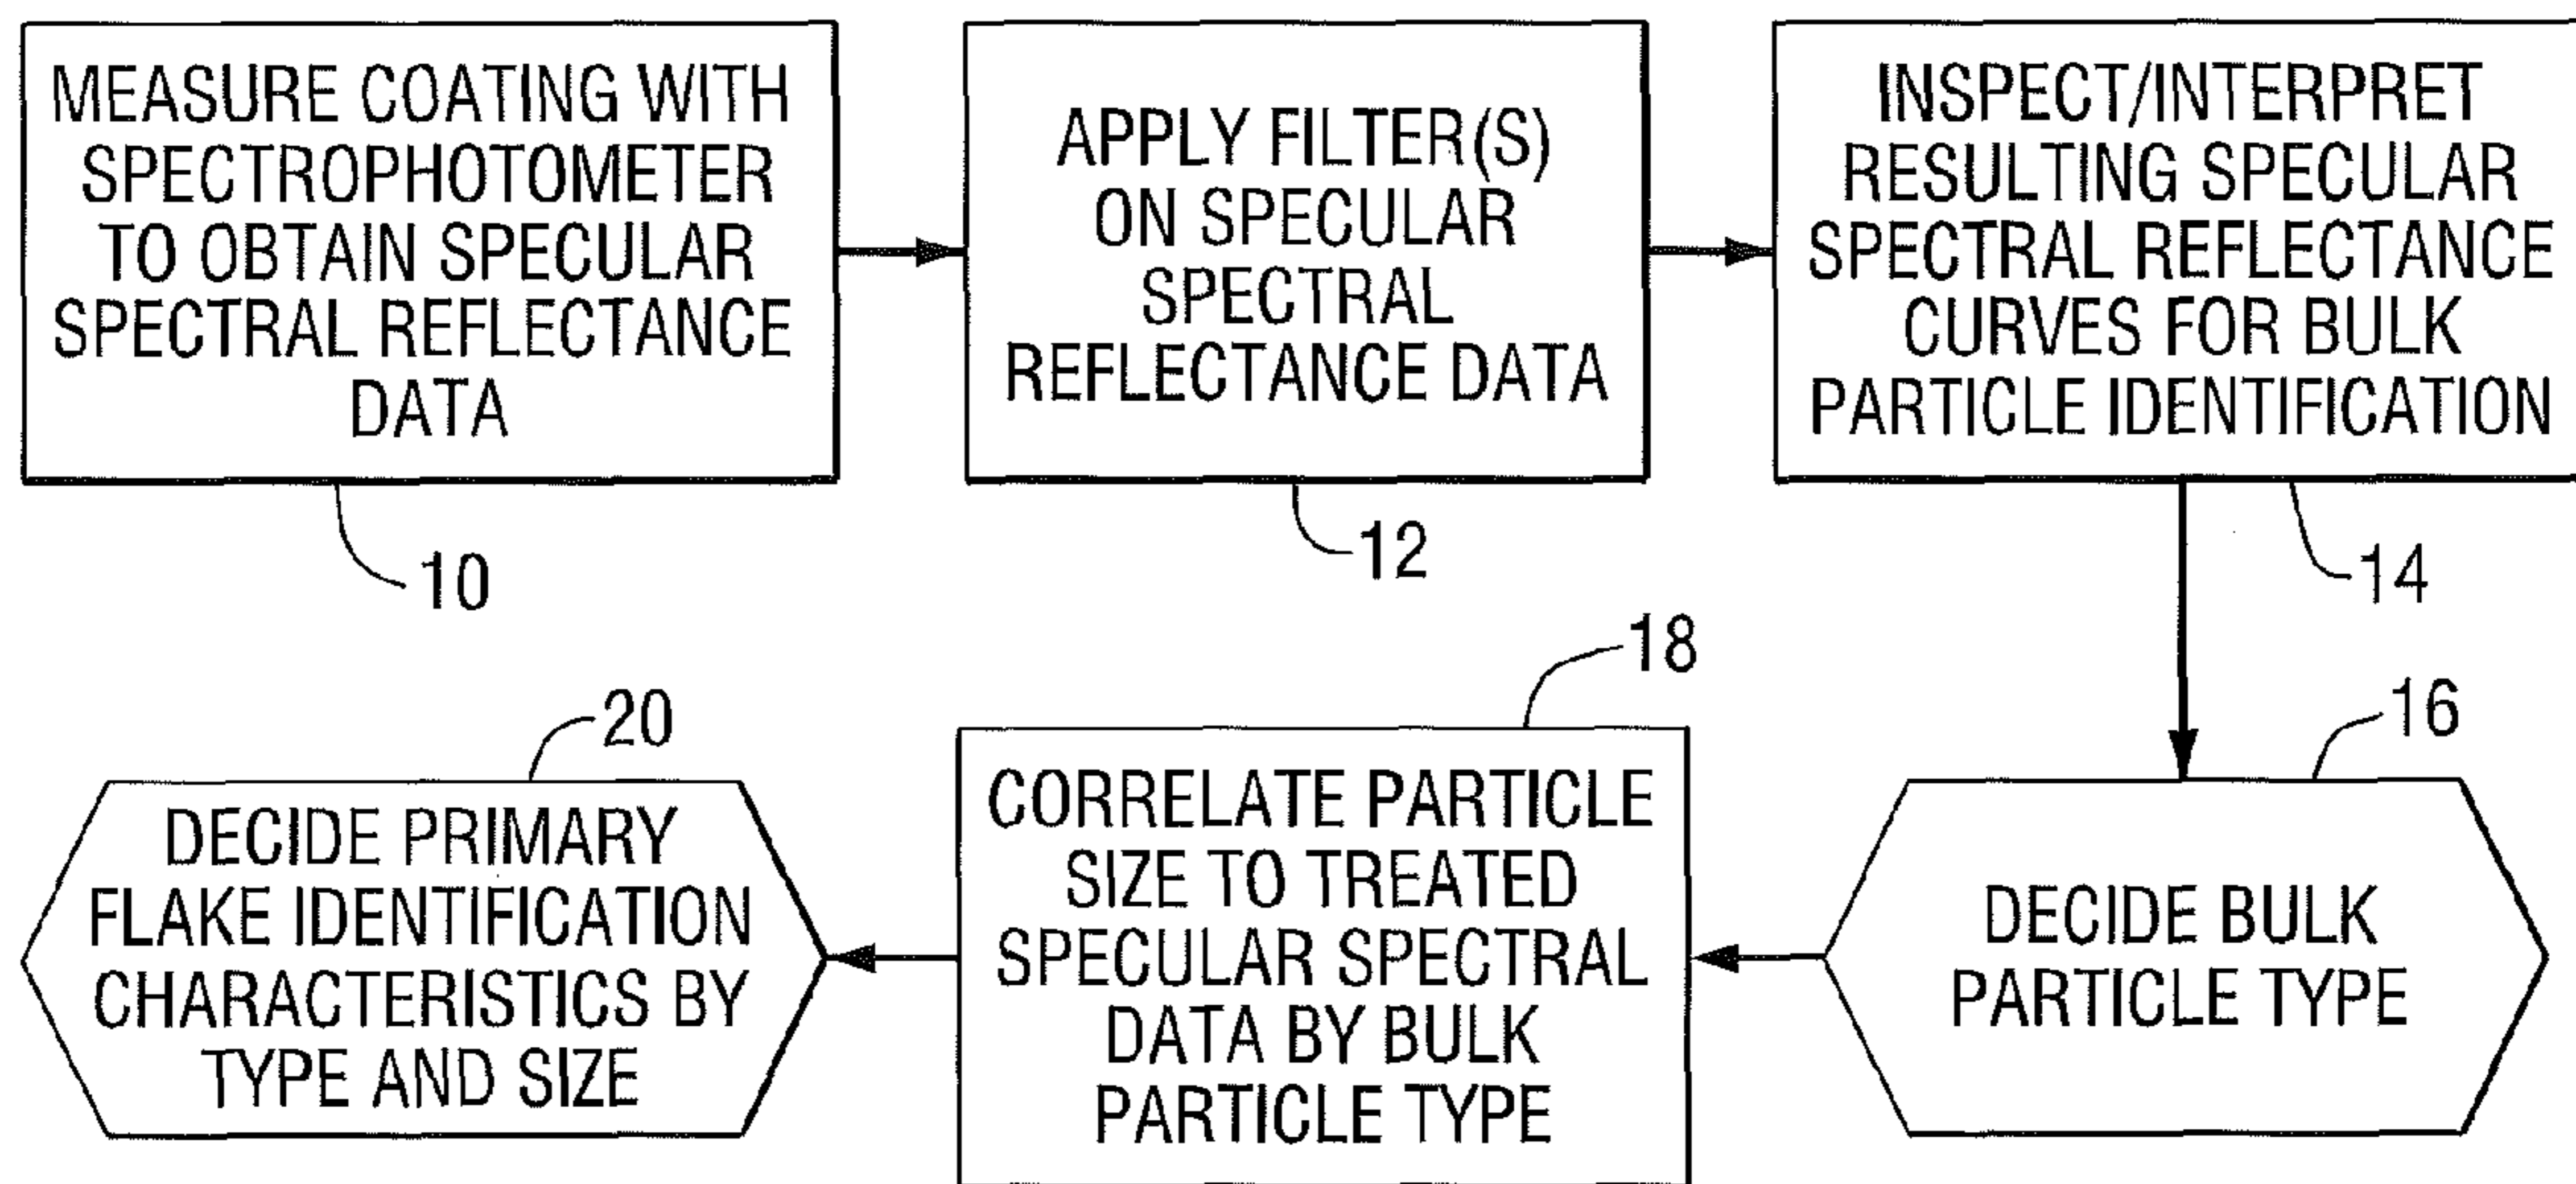 MEASURE COATING WITH
SPECTROPHOTOMETER
TO OBTAIN SPECULAR
SPECTRAL REFLECTANCE
DATA
10
APPLY FILTER(S)
ON SPECULAR
SPECTRAL
REFLECTANCE DATA
12
INSPECT/INTERPRET
RESULTING SPECULAR
SPECTRAL REFLECTANCE
CURVES FOR BULK
PARTICLE IDENTIFICATION
14
16
DECIDE BULK
PARTICLE TYPE
18
CORRELATE PARTICLE
SIZE TO TREATED
SPECULAR SPECTRAL
DATA BY BULK
PARTICLE TYPE
20
DECIDE PRIMARY
FLAKE IDENTIFICATION
CHARACTERISTICS BY
TYPE AND SIZE